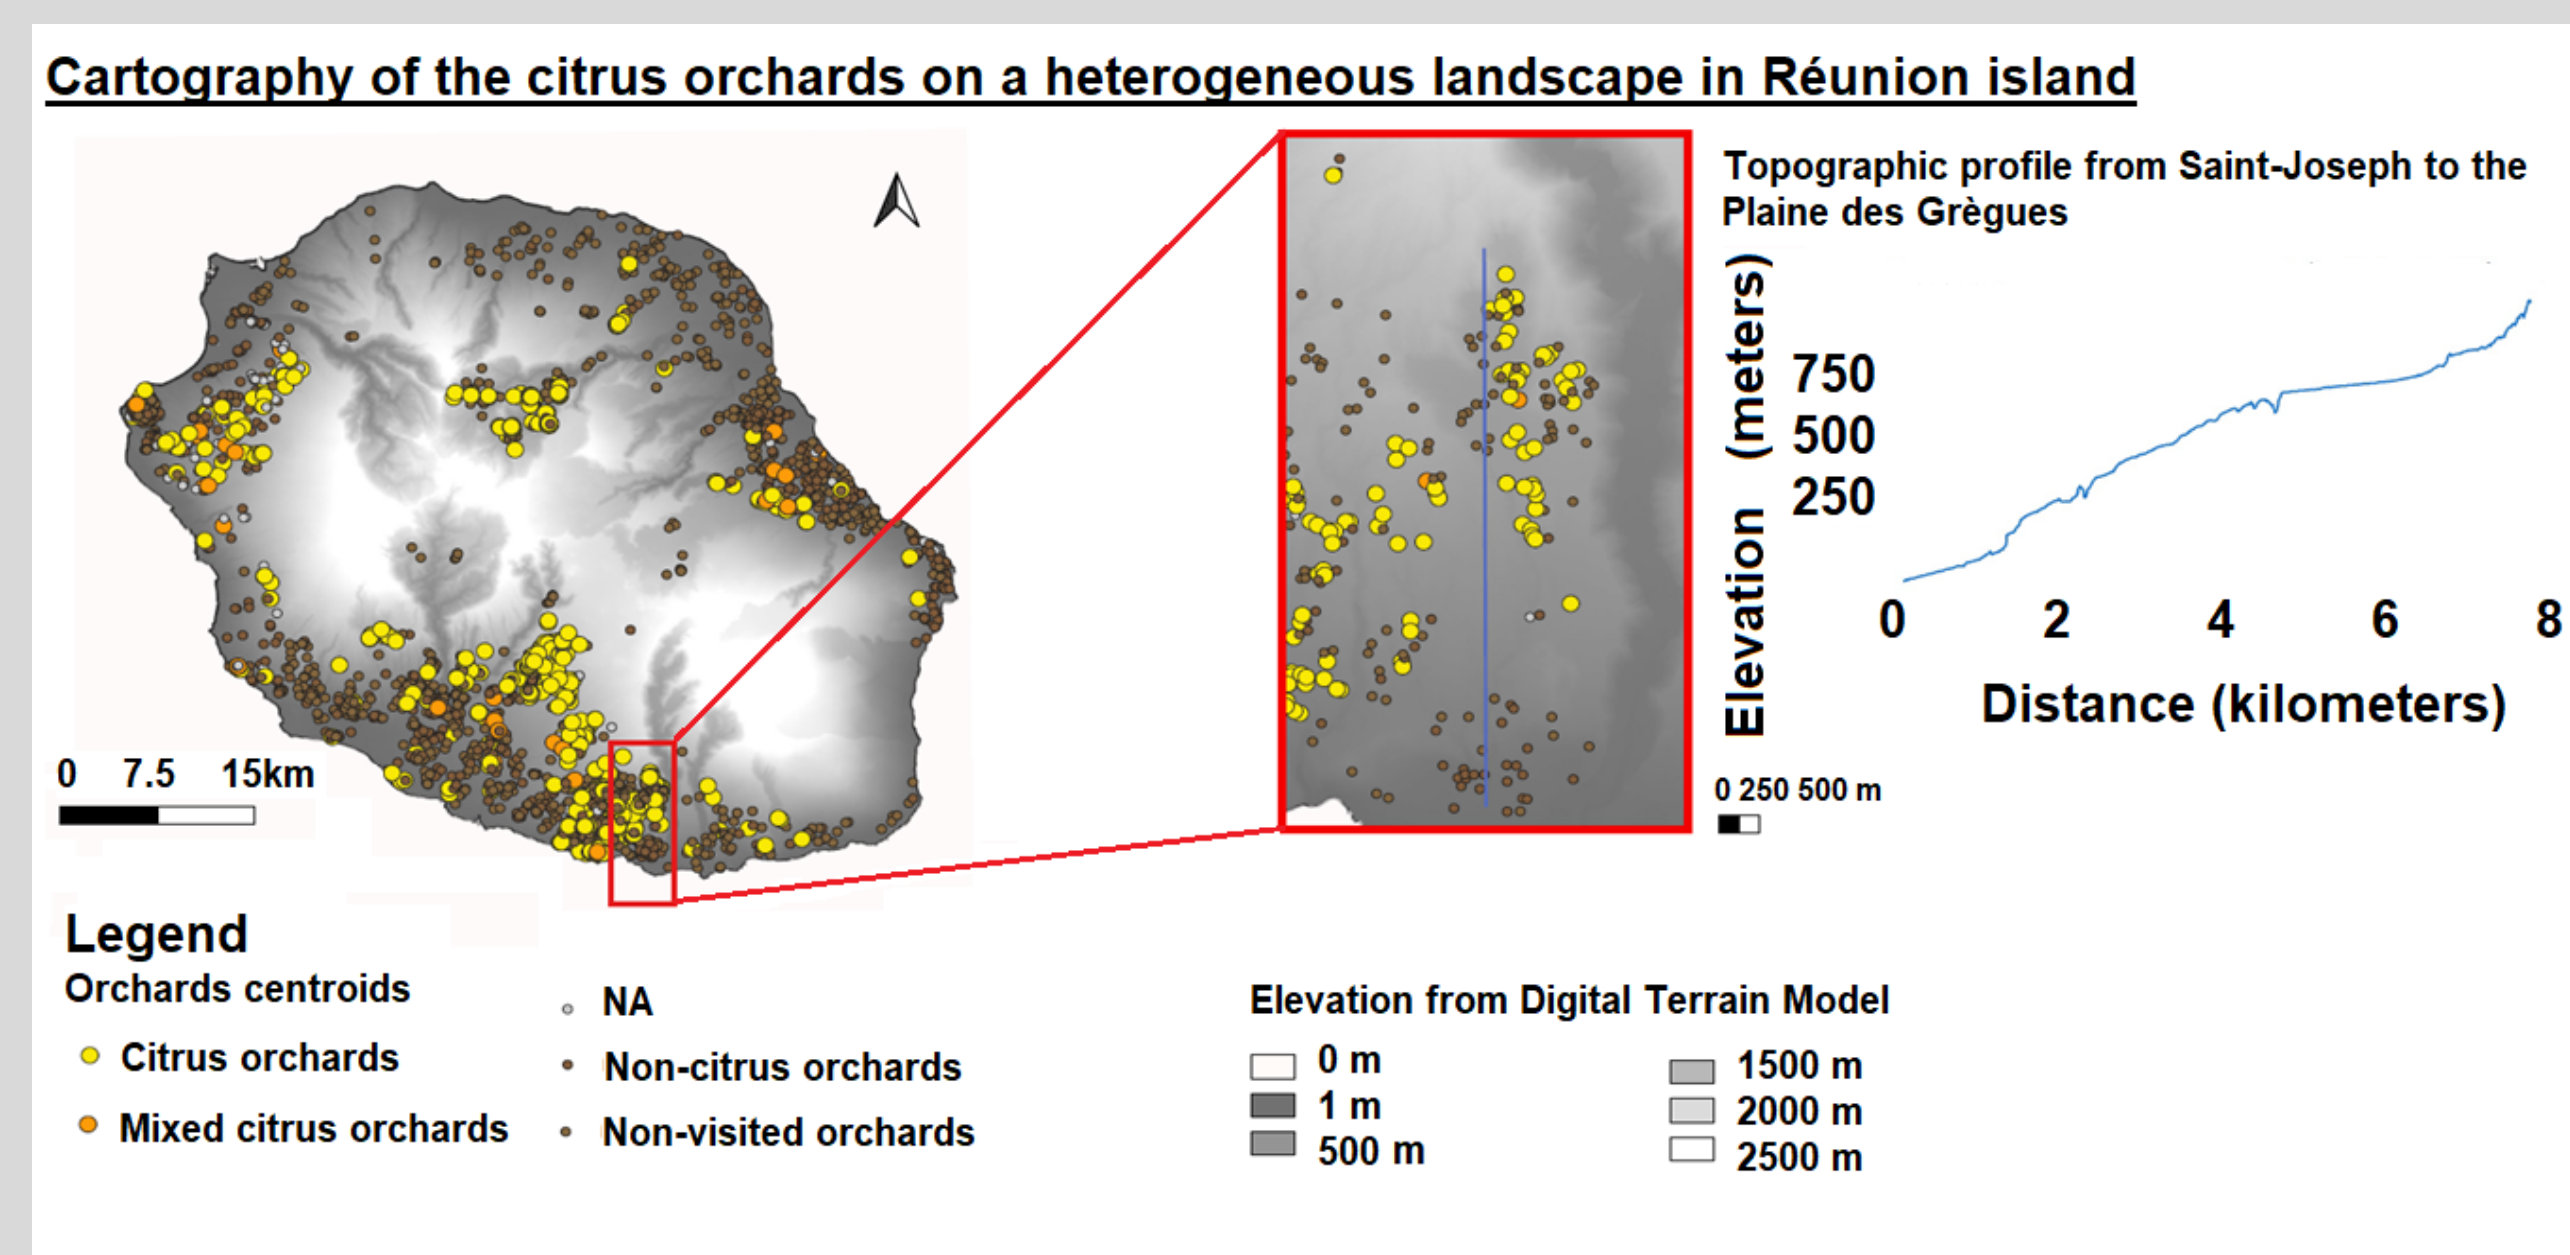 Cartography of the citrus orchards on a heterogeneous landscape in Réunion island
Topographic profile from Saint-Joseph to the
Plaine des Grègues
Elevation (meters)
750
500
250
0 2 4 6 8
Distance (kilometers)
0 7.5 15km
0 250 500 m
Legend
Orchards centroids
Citrus orchards
Mixed citrus orchards
NA
Non-citrus orchards
Non-visited orchards
Elevation from Digital Terrain Model
0 m
1 m
500 m
1500 m
2000 m
2500 m